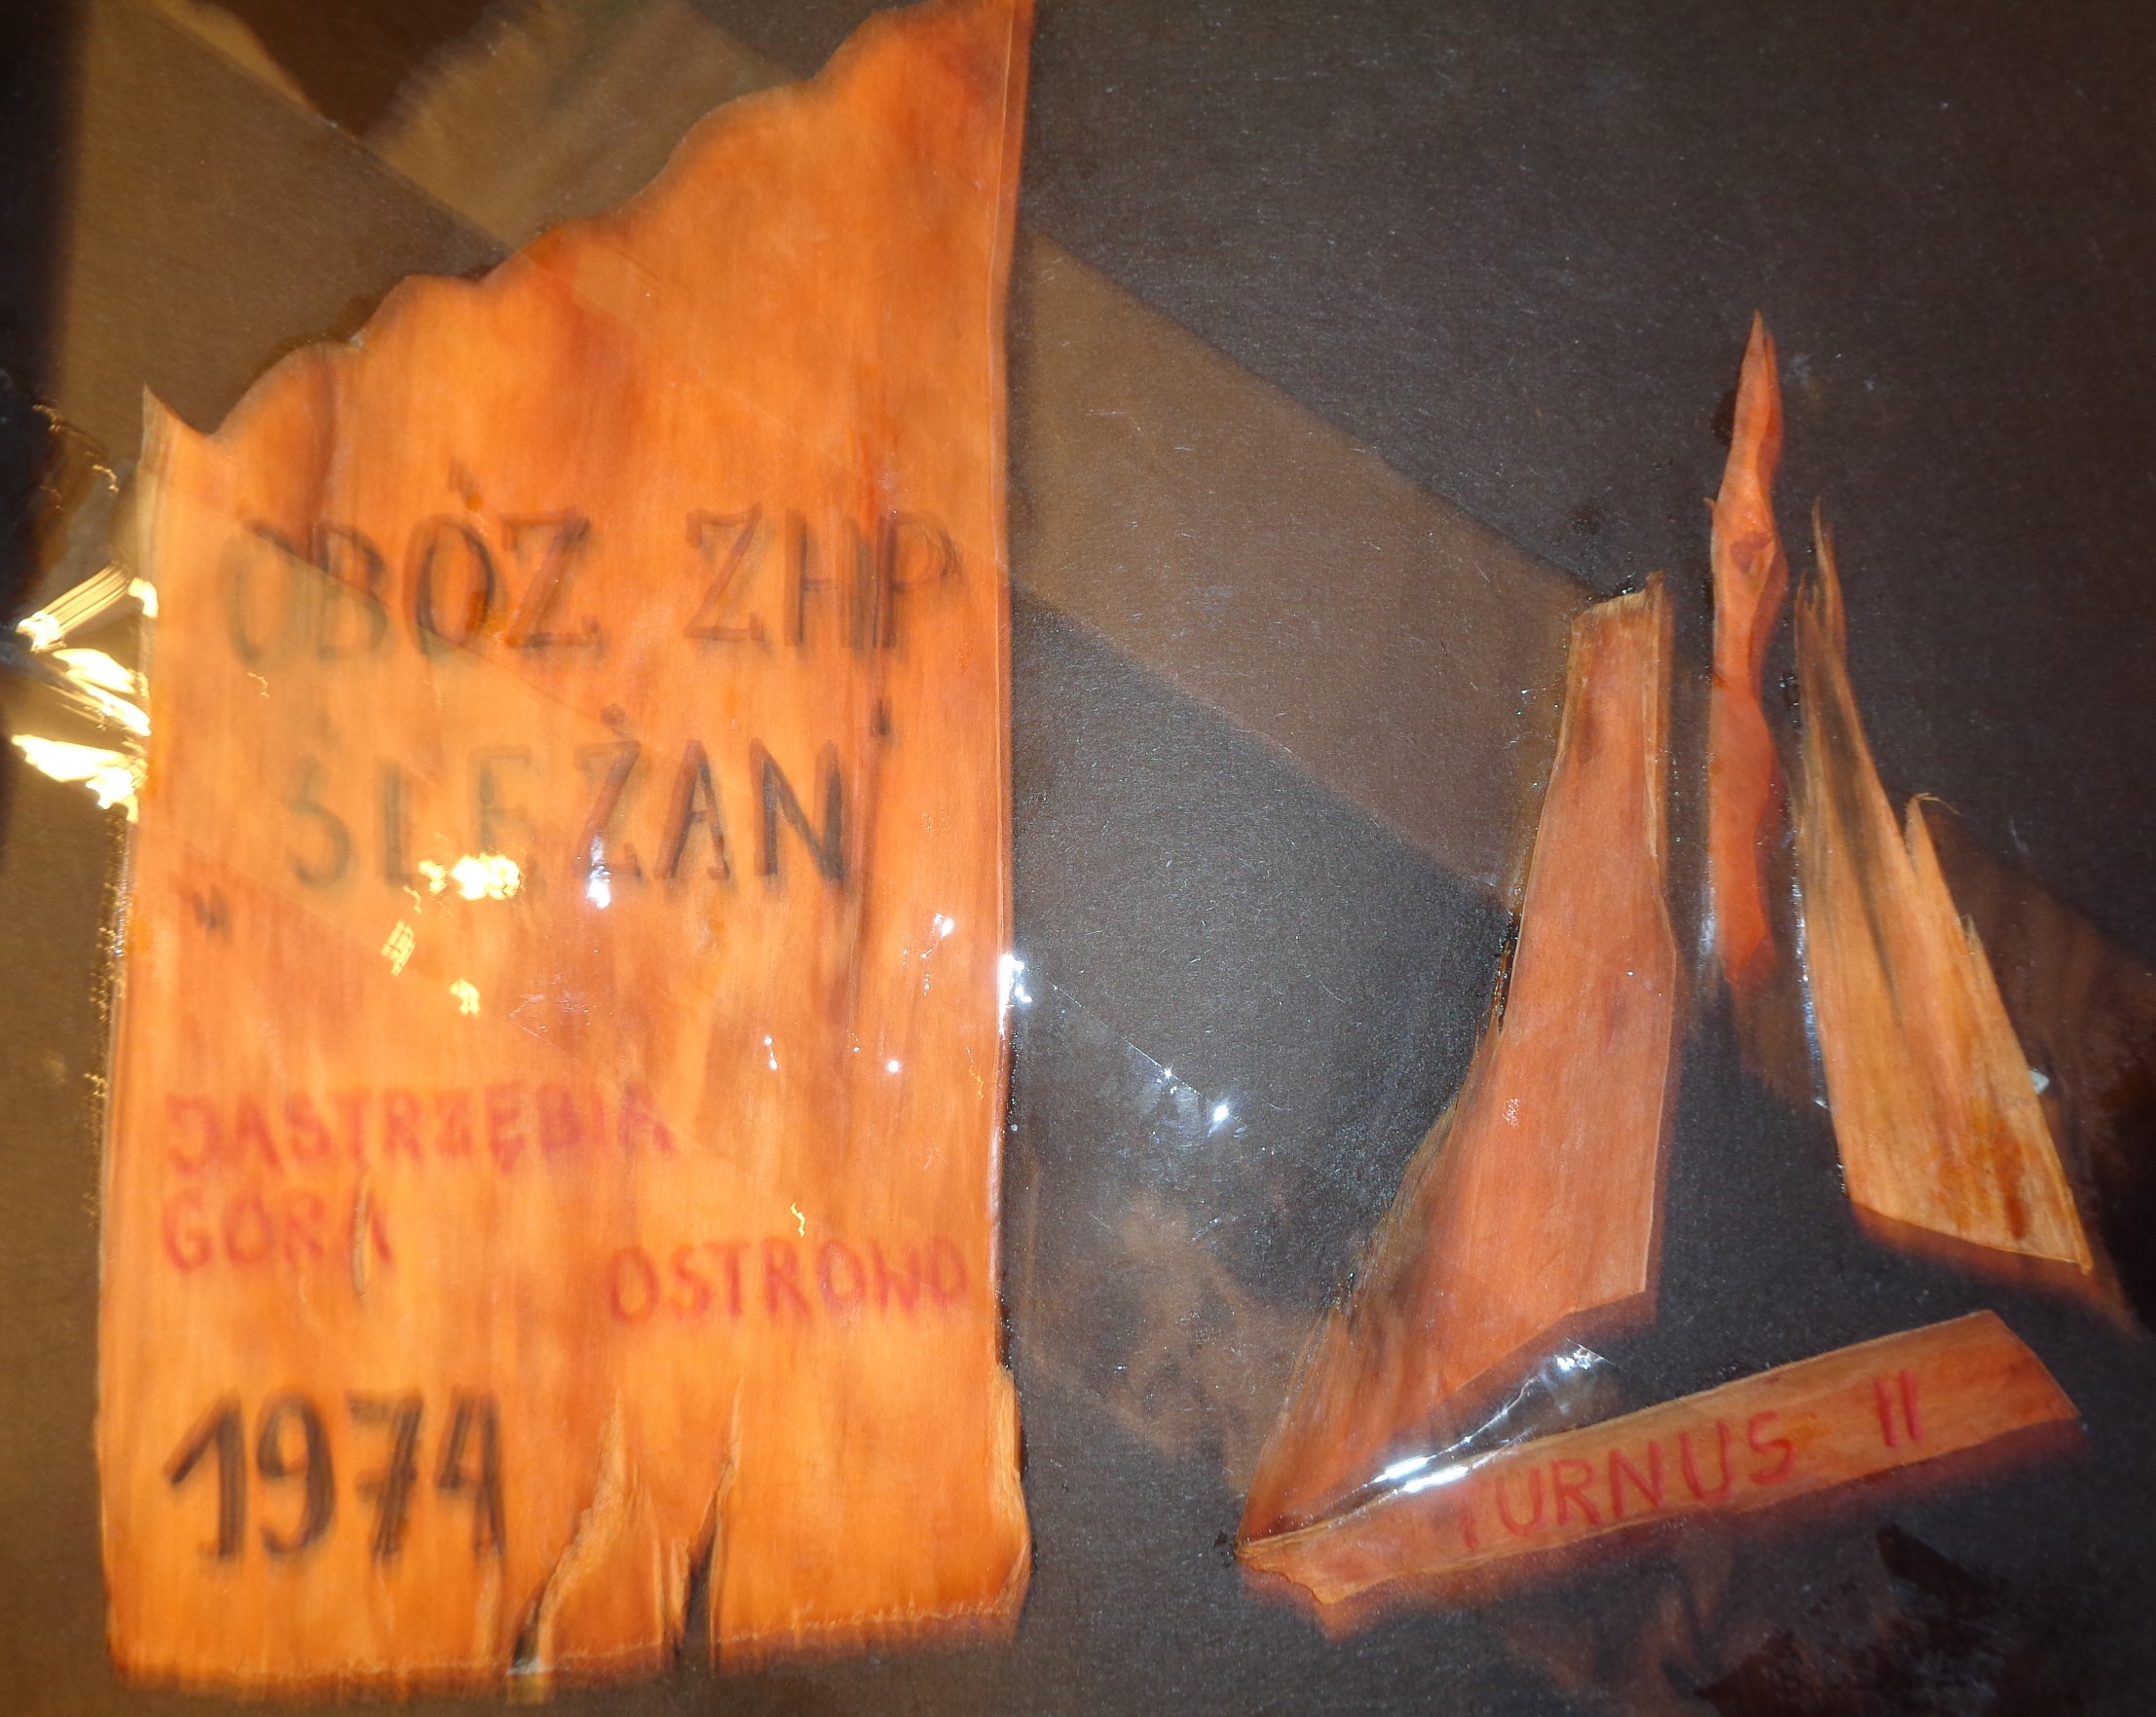 OBÓZ ZHP
"ŚLĘŻAN"
JASTRZĘBIA
GÓRA
OSTROWO
1974
TURNUS II